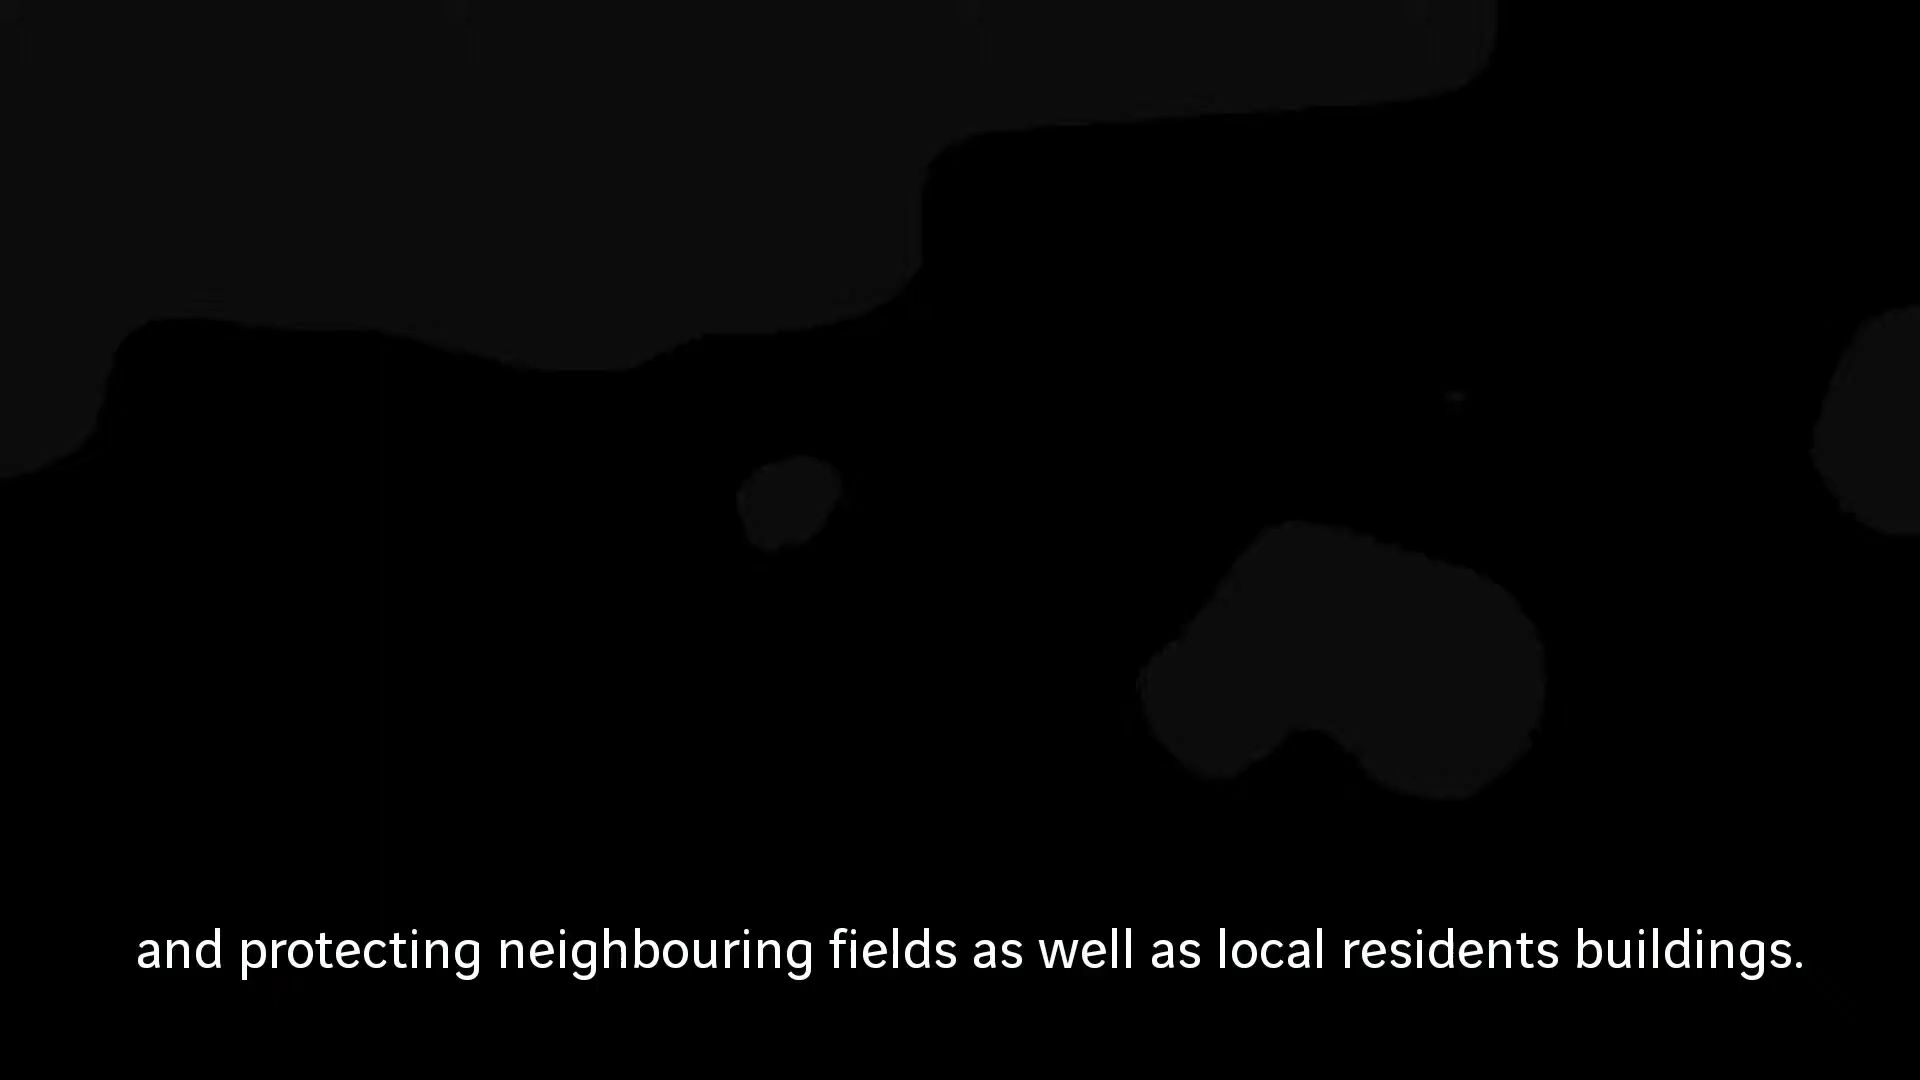 and protecting neighbouring fields as well as local residents buildings.